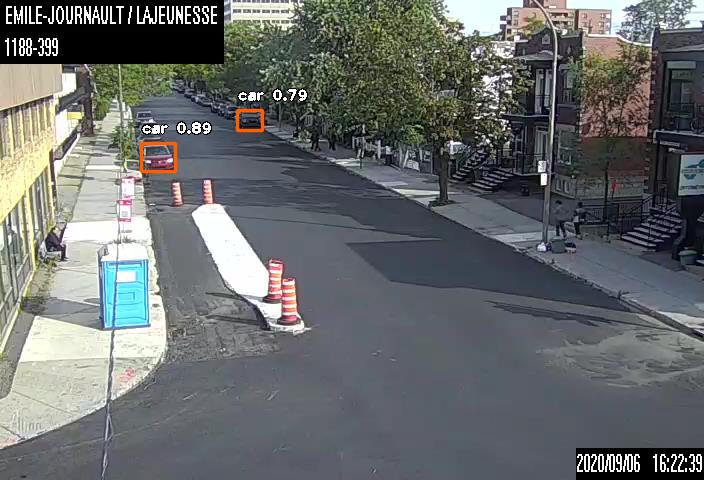 EMILE-JOURNAULT / LAJEUNESSE
1188-399
car 0.79
car 0.89
2020/09/06 16:22:39